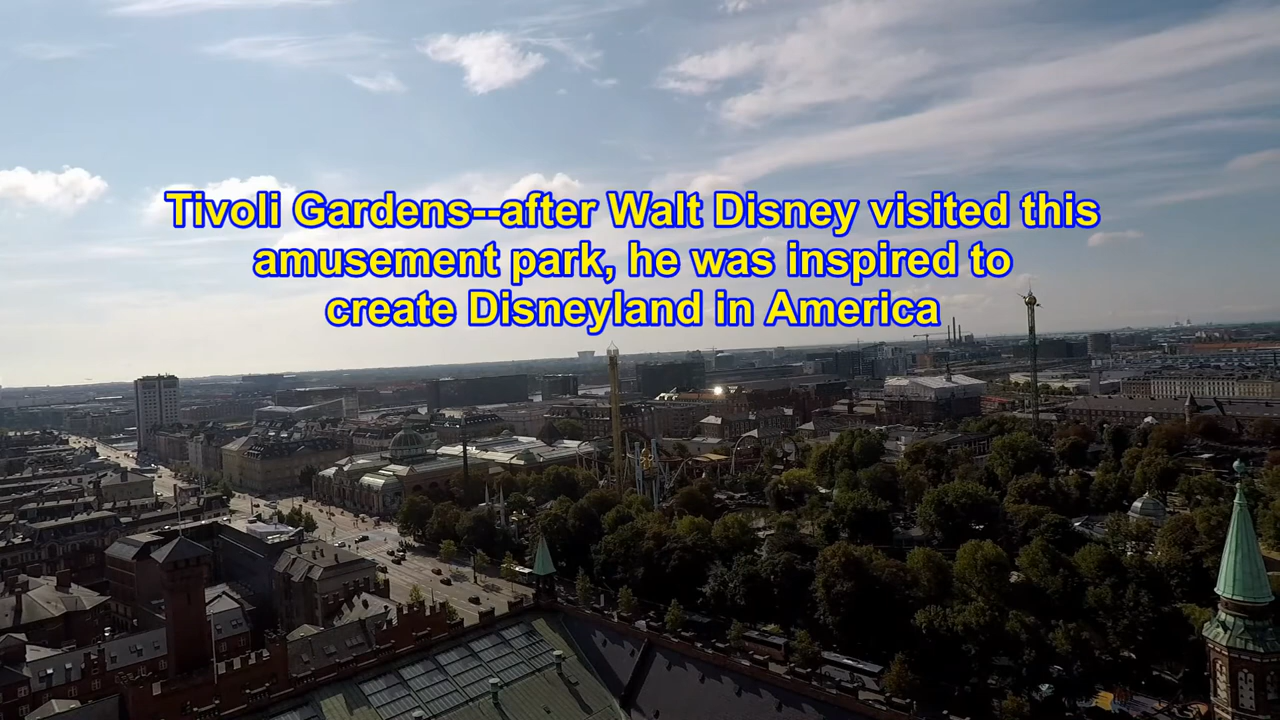 Tivoli Gardens--after Walt Disney visited this
amusement park, he was inspired to
create Disneyland in America